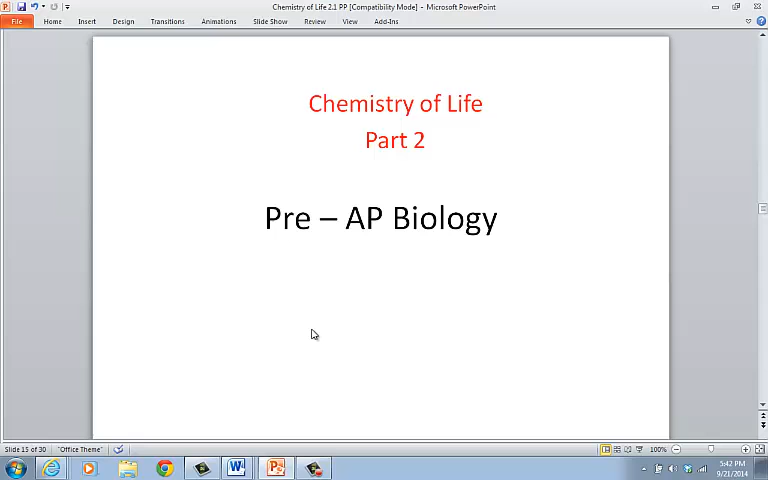 Chemistry of Life 2.1 PP [Compatibility Mode] - Microsoft PowerPoint
File Home Insert Design Transitions Animations Slide Show Review View Add-Ins
Chemistry of Life
Part 2
Pre – AP Biology
Slide 15 of 30 "Office Theme" 100%
5:42 PM
9/21/2014